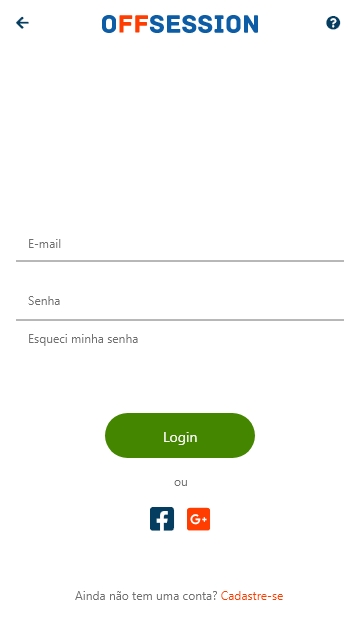 OFFSESSION
E-mail
Senha
Esqueci minha senha
Login
ou
Ainda não tem uma conta? Cadastre-se